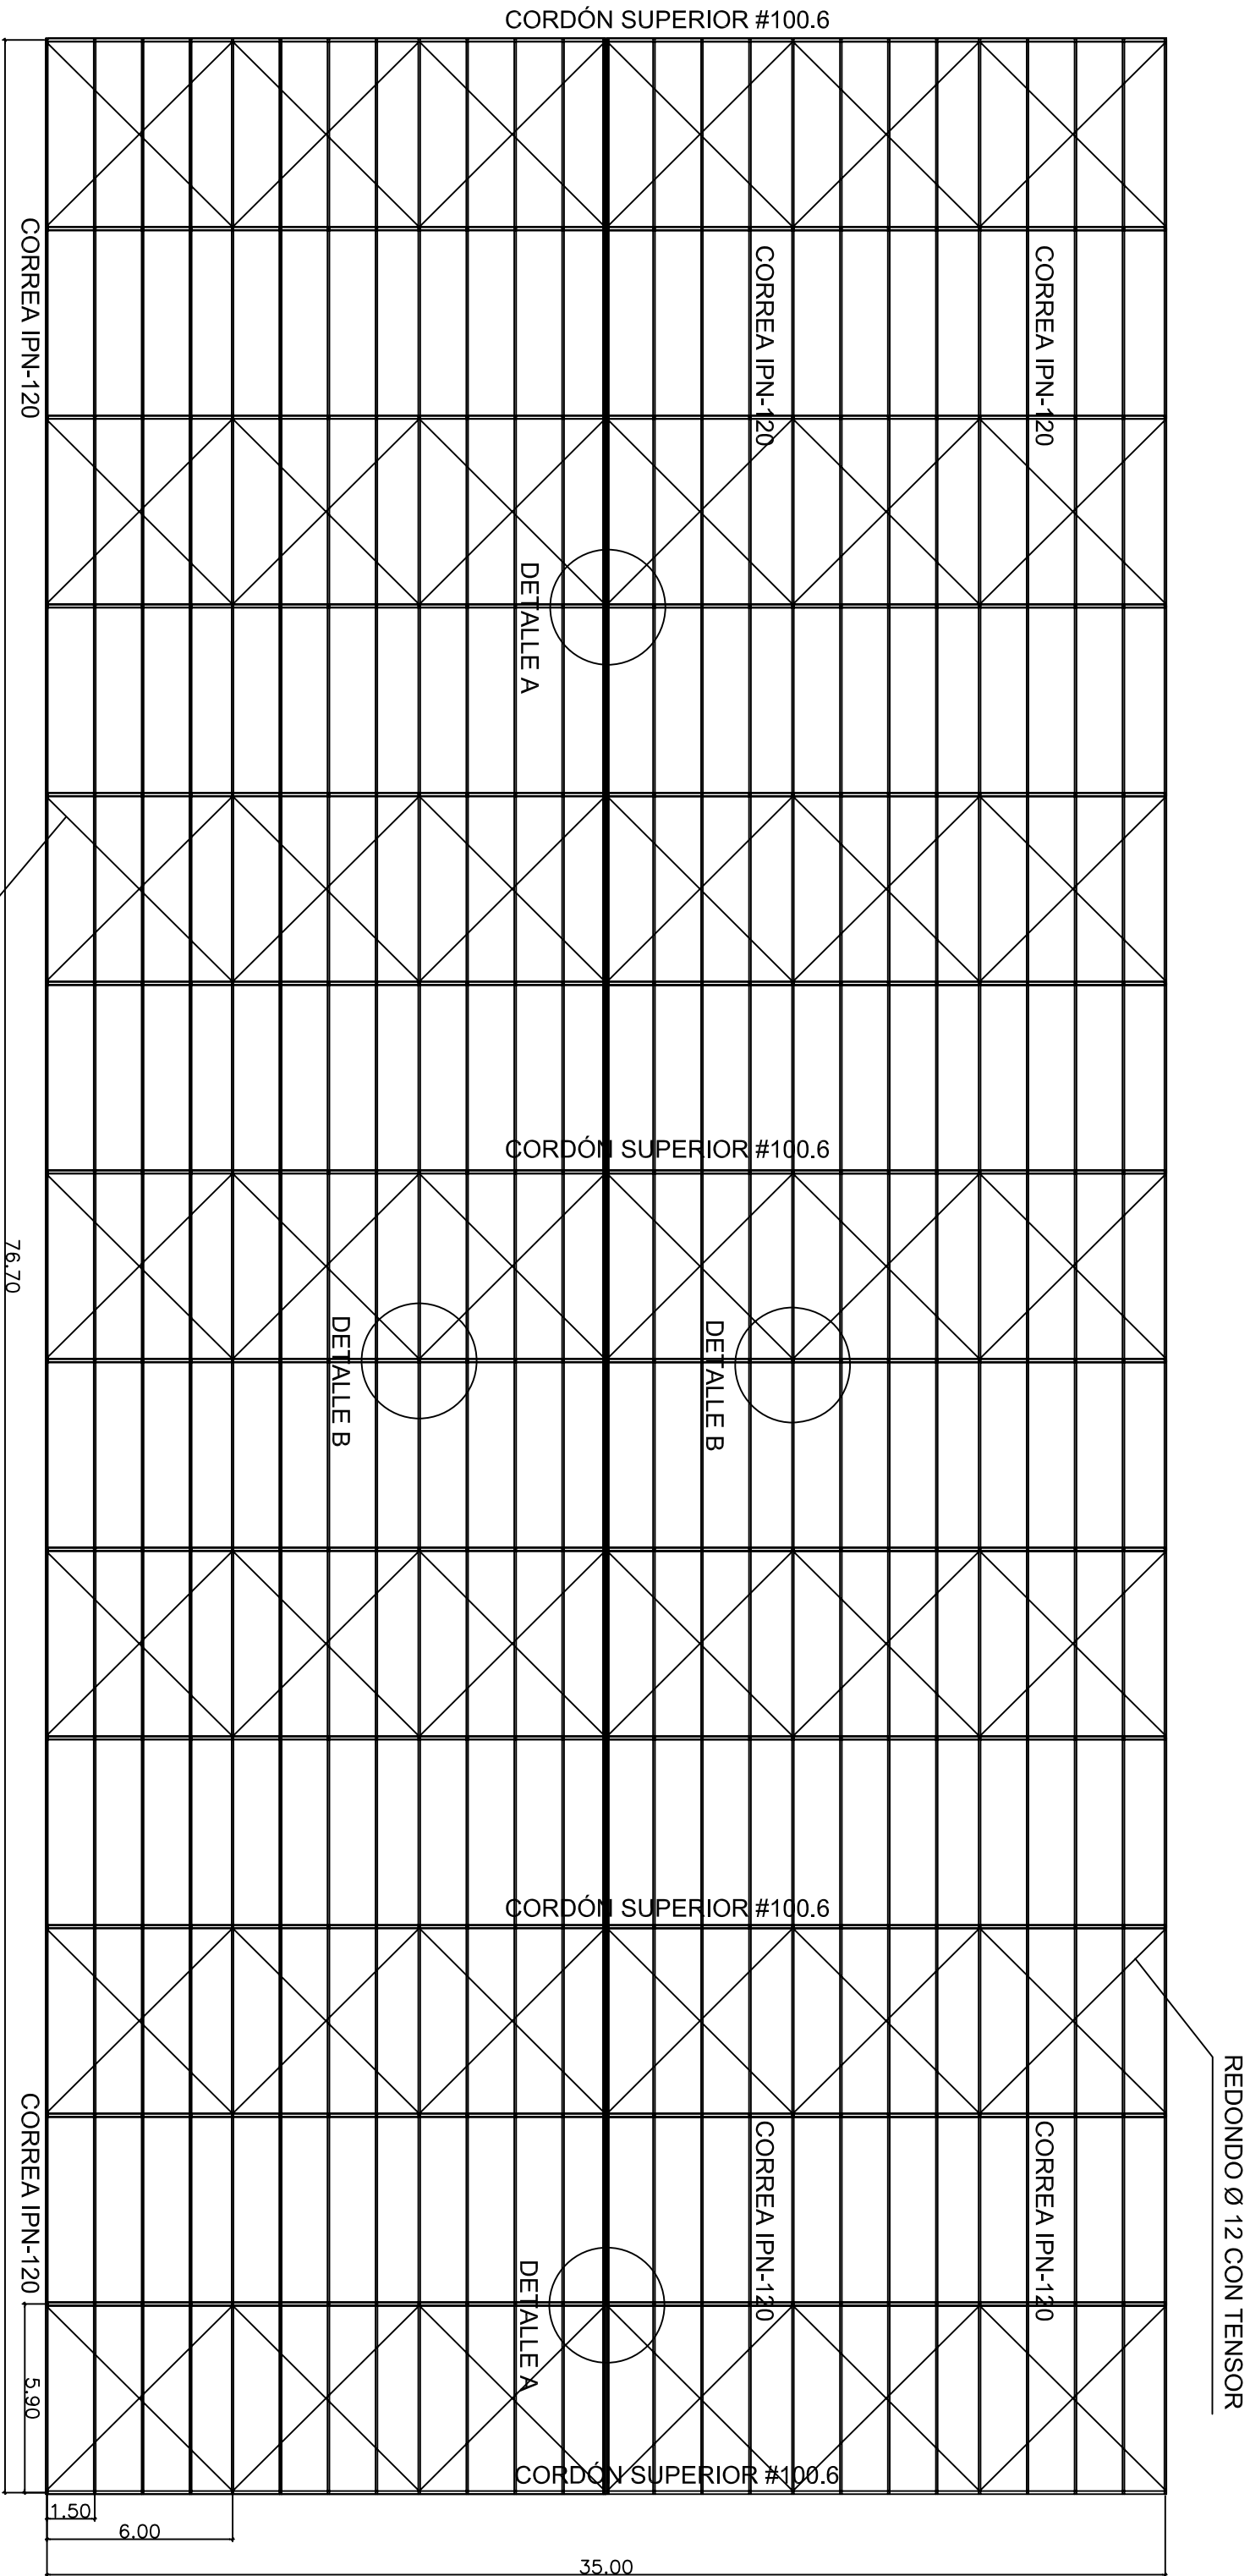 CORDÓN SUPERIOR #100.6
CORREA IPN-120
CORREA IPN-120
CORREA IPN-120
DETALLE A
CORDÓN SUPERIOR #100.6
76.70
DETALLE B
DETALLE B
CORDÓN SUPERIOR #100.6
REDONDO Ø 12 CON TENSOR
CORREA IPN-120
CORREA IPN-120
CORREA IPN-120
DETALLE A
5.90
CORDÓN SUPERIOR #100.6
1.50
6.00
35.00